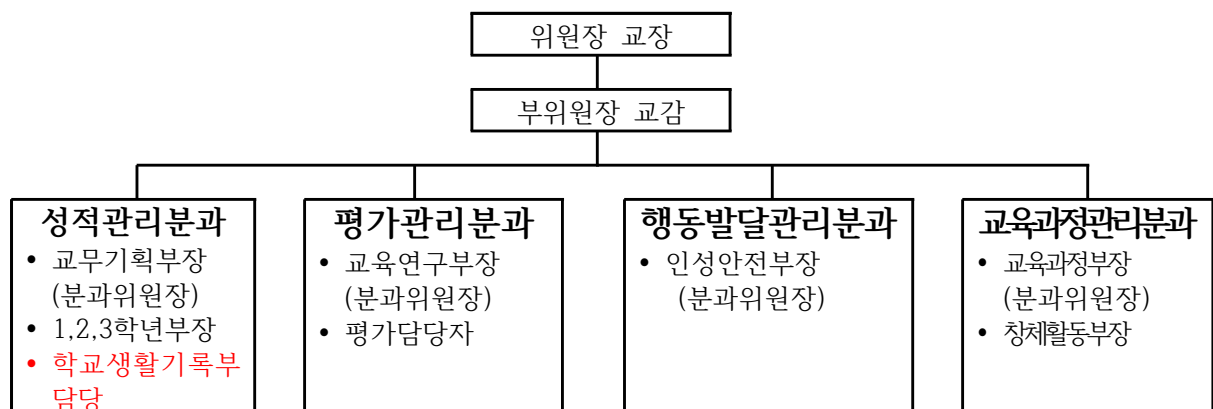 위원장 교장
부위원장 교감
성적관리분과
• 교무기획부장
(분과위원장)
• 1,2,3학년부장
• 학교생활기록부
담당
평가관리분과
• 교육연구부장
(분과위원장)
• 평가담당자
행동발달관리분과
• 인성안전부장
(분과위원장)
교육과정관리분과
• 교육과정부장
(분과위원장)
• 창체활동부장